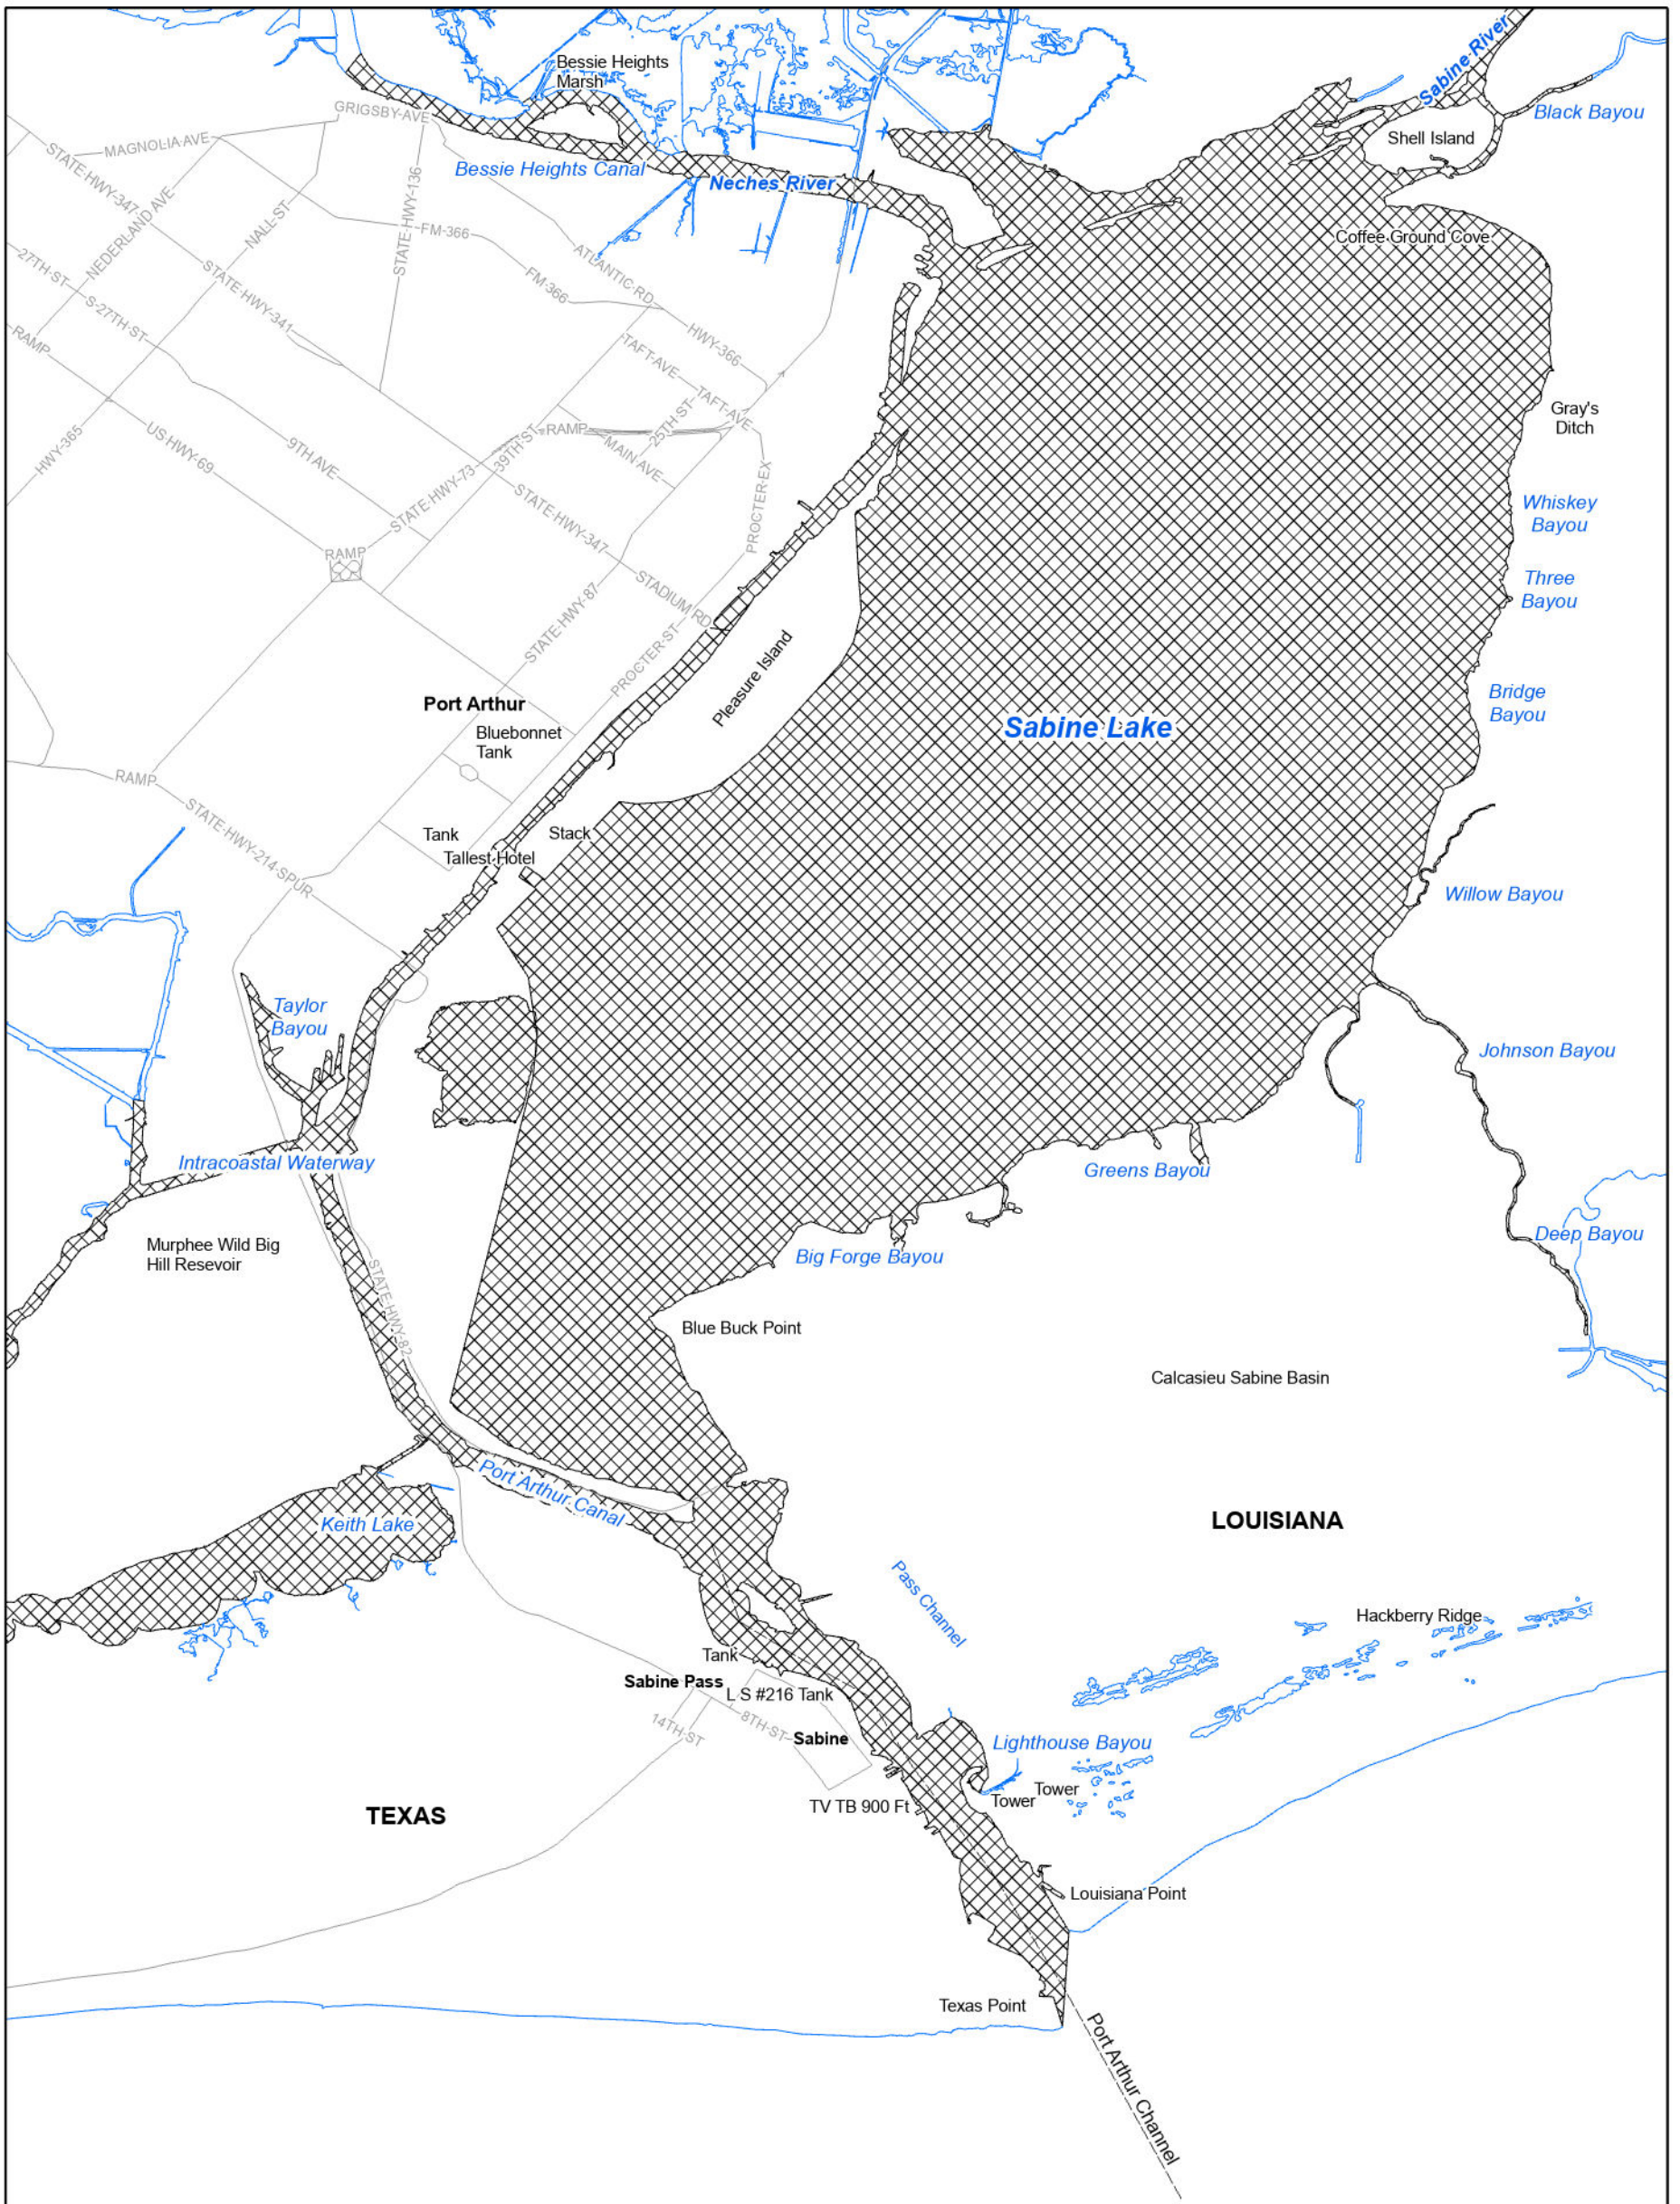 Sabine River
Bessie Heights
Marsh
Black Bayou
GRIGSBY-AVE
Shell Island
MAGNOLIA AVE
STATE-HWY-347
Bessie Heights Canal
Neches River
STATE-HWY-136
NEDERLAND AVE
NALL-ST
FM-366
Coffee Ground Cove
27TH-ST
S-27TH-ST
STATE-HWY-341
FM-366
ATLANTIC-RD
RAMP
TAFT-AVE
HWY-366
TAFT-AVE
25TH-ST
Gray's
Ditch
HWY-365
US HWY-69
9TH-AVE
STATE-HWY-73
39TH-ST
RAMP
MAIN-AVE
PROCTER-EX
STATE-HWY-347
Whiskey
Bayou
RAMP
STADIUM RD
STATE-HWY-87
PROCTER-ST
Three
Bayou
Pleasure Island
Port Arthur
Bluebonnet
Tank
Sabine Lake
Bridge
Bayou
RAMP
STATE-HWY-214-SPUR
Tank
Stack
Tallest Hotel
Willow Bayou
Taylor
Bayou
Johnson Bayou
Intracoastal Waterway
Greens Bayou
Murphee Wild Big
Hill Resevoir
STATE-HWY-82
Big Forge Bayou
Deep Bayou
Blue Buck Point
Calcasieu Sabine Basin
Port Arthur Canal
Keith Lake
LOUISIANA
Pass Channel
Hackberry Ridge
Tank
Sabine Pass
L S #216 Tank
14TH-ST
8TH-ST
Sabine
Lighthouse Bayou
Tower
Tower
TV TB 900 Ft
TEXAS
Louisiana Point
Texas Point
Port Arthur Channel